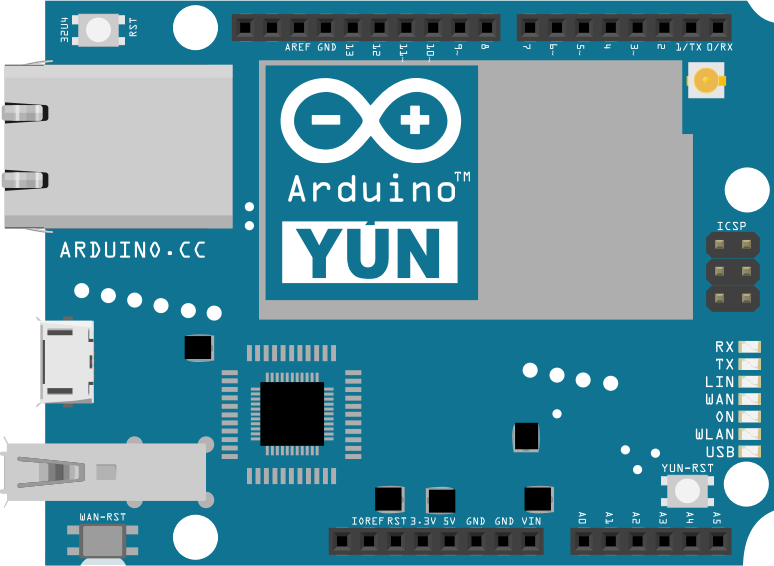 32U4
RST
AREF GND 13 12 11~ 10~ 9~ 8
7 6~ 5~ 4 3~ 2 1/TX 0/RX
Arduino™
YÚN
ARDUINO.CC
ICSP
RX
TX
LIN
WAN
ON
WLAN
USB
YUN-RST
WAN-RST
IOREF RST 3.3V 5V GND GND VIN
A0 A1 A2 A3 A4 A5